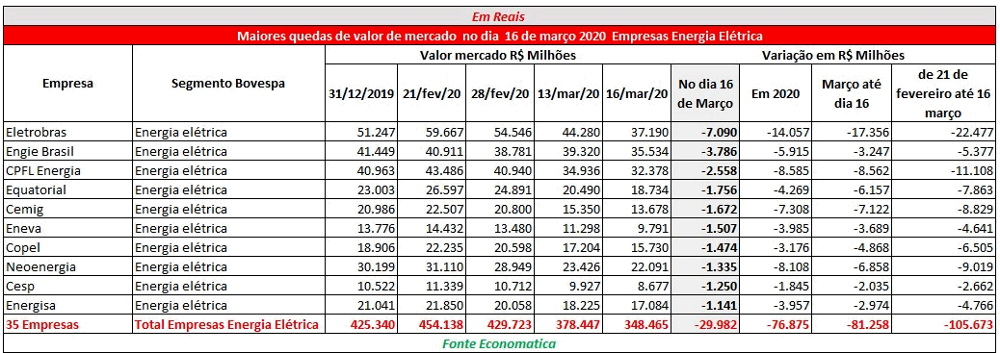 Em Reais
Maiores quedas de valor de mercado no dia 16 de março 2020 Empresas Energia Elétrica
Empresa Segmento Bovespa Valor mercado R$ Milhões Variação em R$ Milhões
31/12/2019 21/fev/20 28/fev/20 13/mar/20 16/mar/20 No dia 16 de Março Em 2020 Março até dia 16 de 21 de fevereiro até 16 março
Eletrobras Energia elétrica 51.247 59.667 54.546 44.280 37.190 -7.090 -14.057 -17.356 -22.477
Engie Brasil Energia elétrica 41.449 40.911 38.781 39.320 35.534 -3.786 -5.915 -3.247 -5.377
CPFL Energia Energia elétrica 40.963 43.486 40.940 34.936 32.378 -2.558 -8.585 -8.562 -11.108
Equatorial Energia elétrica 23.003 26.597 24.891 20.490 18.734 -1.756 -4.269 -6.157 -7.863
Cemig Energia elétrica 20.986 22.507 20.800 15.350 13.678 -1.672 -7.308 -7.122 -8.829
Eneva Energia elétrica 13.776 14.432 13.480 11.298 9.791 -1.507 -3.985 -3.689 -4.641
Copel Energia elétrica 18.906 22.235 20.598 17.204 15.730 -1.474 -3.176 -4.868 -6.505
Neoenergia Energia elétrica 30.199 31.110 28.949 23.426 22.091 -1.335 -8.108 -6.858 -9.019
Cesp Energia elétrica 10.522 11.339 10.712 9.927 8.677 -1.250 -1.845 -2.035 -2.662
Energisa Energia elétrica 21.041 21.850 20.058 18.225 17.084 -1.141 -3.957 -2.974 -4.766
35 Empresas Total Empresas Energia Elétrica 425.340 454.138 429.723 378.447 348.465 -29.982 -76.875 -81.258 -105.673
Fonte Economatica